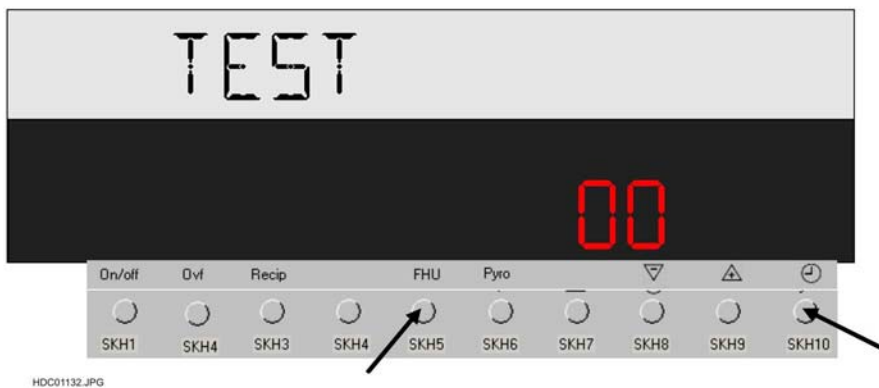 TEST
00
On/off Ovf Recip FHU Pyro
SKH1 SKH4 SKH3 SKH4 SKH5 SKH6 SKH7 SKH8 SKH9 SKH10
HDC01132.JPG